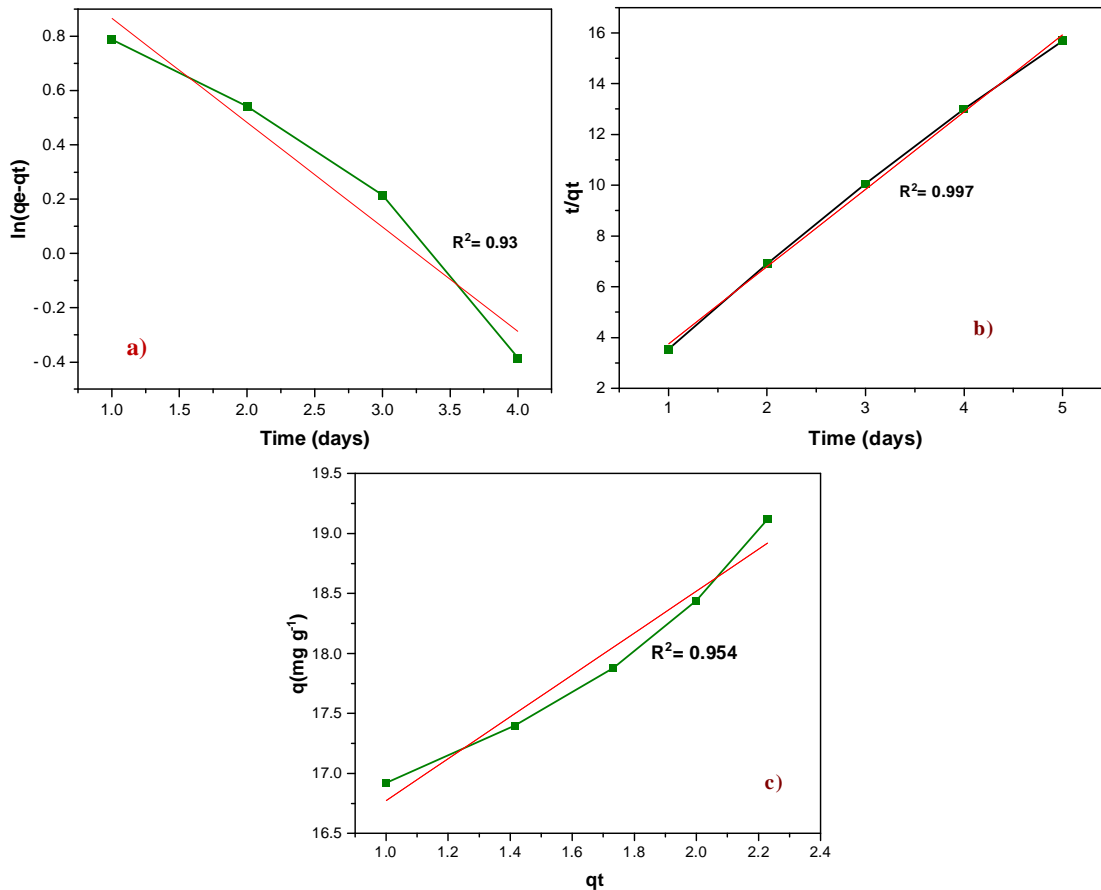 0.8
0.6
0.4
0.2
0.0
- 0.2
- 0.4
ln(qe-qt)
R²= 0.93
a)
1.0 1.5 2.0 2.5 3.0 3.5 4.0
Time (days)
16
14
12
10
8
6
4
2
t/qt
R²= 0.997
b)
1 2 3 4 5
Time (days)
19.5
19.0
18.5
18.0
17.5
17.0
16.5
q(mg g⁻¹)
R²= 0.954
c)
1.0 1.2 1.4 1.6 1.8 2.0 2.2 2.4
qt